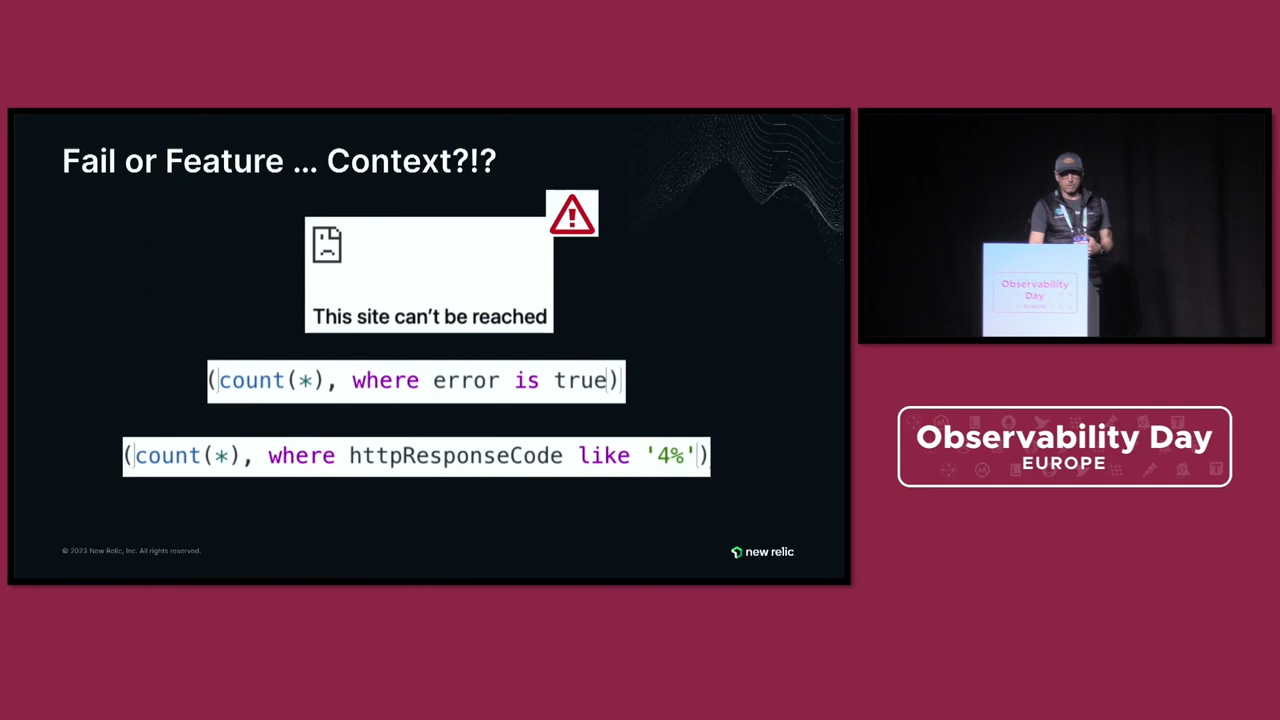 Fail or Feature ... Context?!?
This site can't be reached
(count(*), where error is true)
(count(*), where httpResponseCode like '4%')
© 2023 New Relic, Inc. All rights reserved.
new relic
Observability
Day
Observability Day
EUROPE